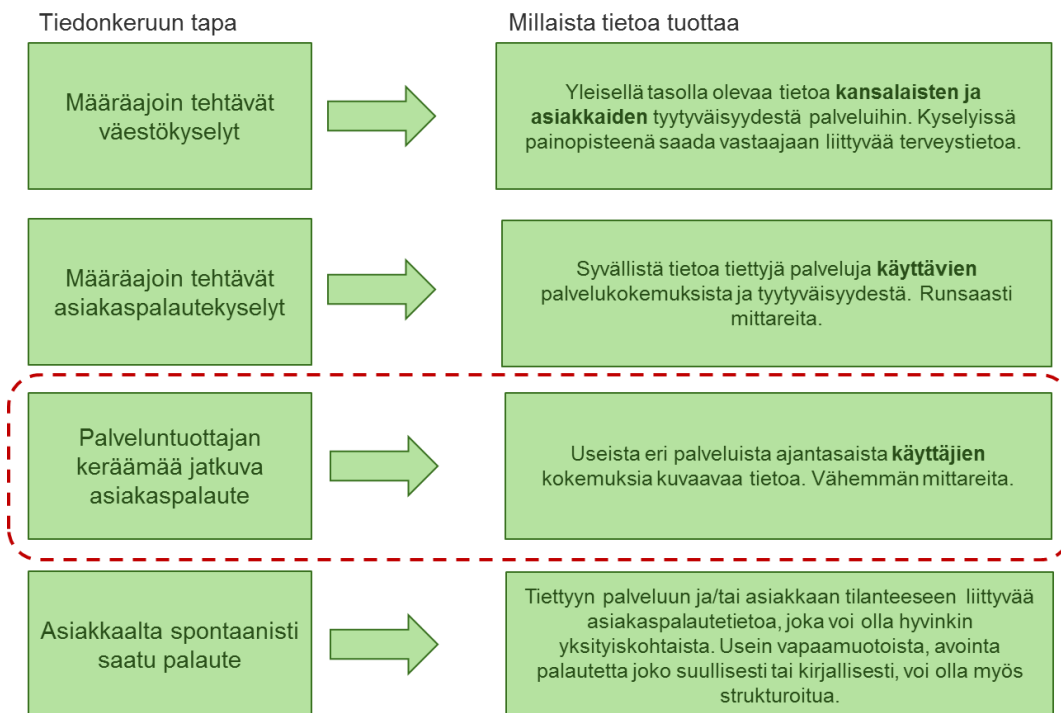 Tiedonkeruun tapa
Millaista tietoa tuottaa
Määräajoin tehtävät
väestökyselyt
Yleisellä tasolla olevaa tietoa kansalaisten ja
asiakkaiden tyytyväisyydestä palveluihin. Kyselyissä
painopisteenä saada vastaajaan liittyvää terveystietoa.
Määräajoin tehtävät
asiakaspalautekyselyt
Syvällistä tietoa tiettyjä palveluja käyttävien
palvelukokemuksista ja tyytyväisyydestä. Runsaasti
mittareita.
Palveluntuottajan
keräämää jatkuva
asiakaspalaute
Useista eri palveluista ajantasaista käyttäjien
kokemuksia kuvaavaa tietoa. Vähemmän mittareita.
Asiakkaalta spontaanisti
saatu palaute
Tiettyyn palveluun ja/tai asiakkaan tilanteeseen liittyvää
asiakaspalautetietoa, joka voi olla hyvinkin
yksityiskohtaista. Usein vapaamuotoista, avointa
palautetta joko suullisesti tai kirjallisesti, voi olla myös
strukturoitua.